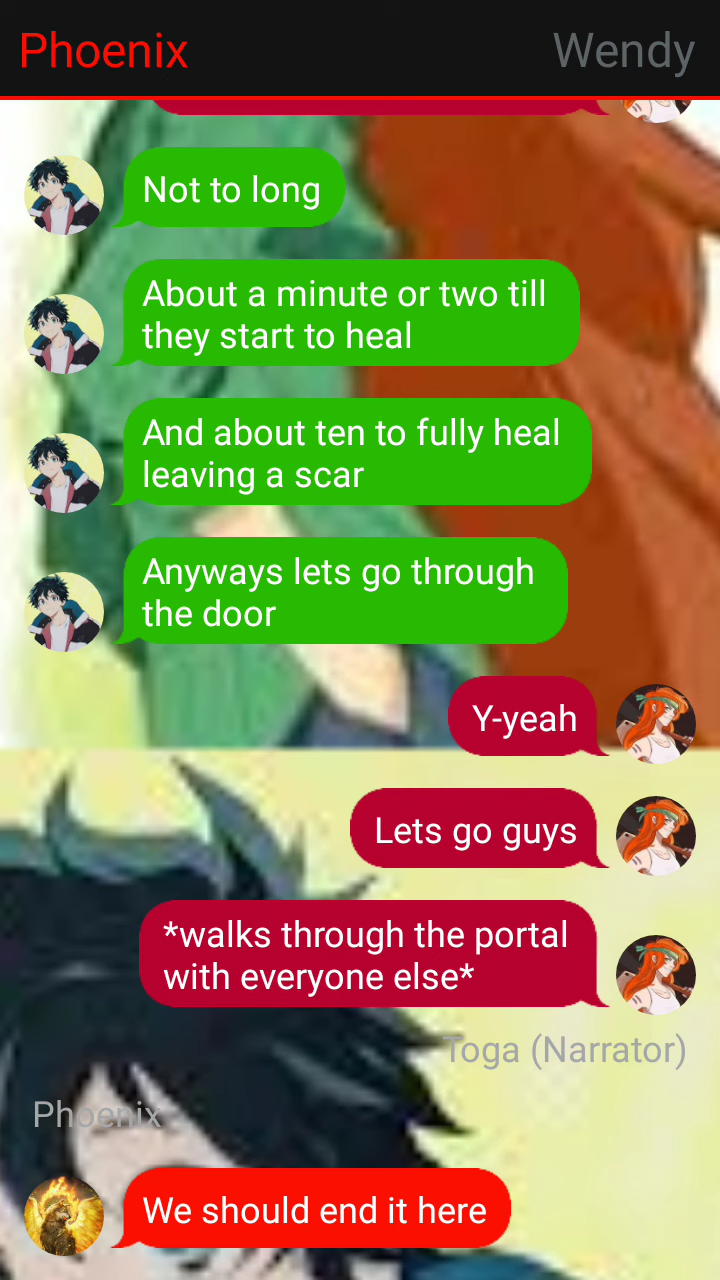 Phoenix
Wendy
Not to long
About a minute or two till
they start to heal
And about ten to fully heal
leaving a scar
Anyways lets go through
the door
Y-yeah
Lets go guys
*walks through the portal
with everyone else*
Toga (Narrator)
Phoenix
We should end it here